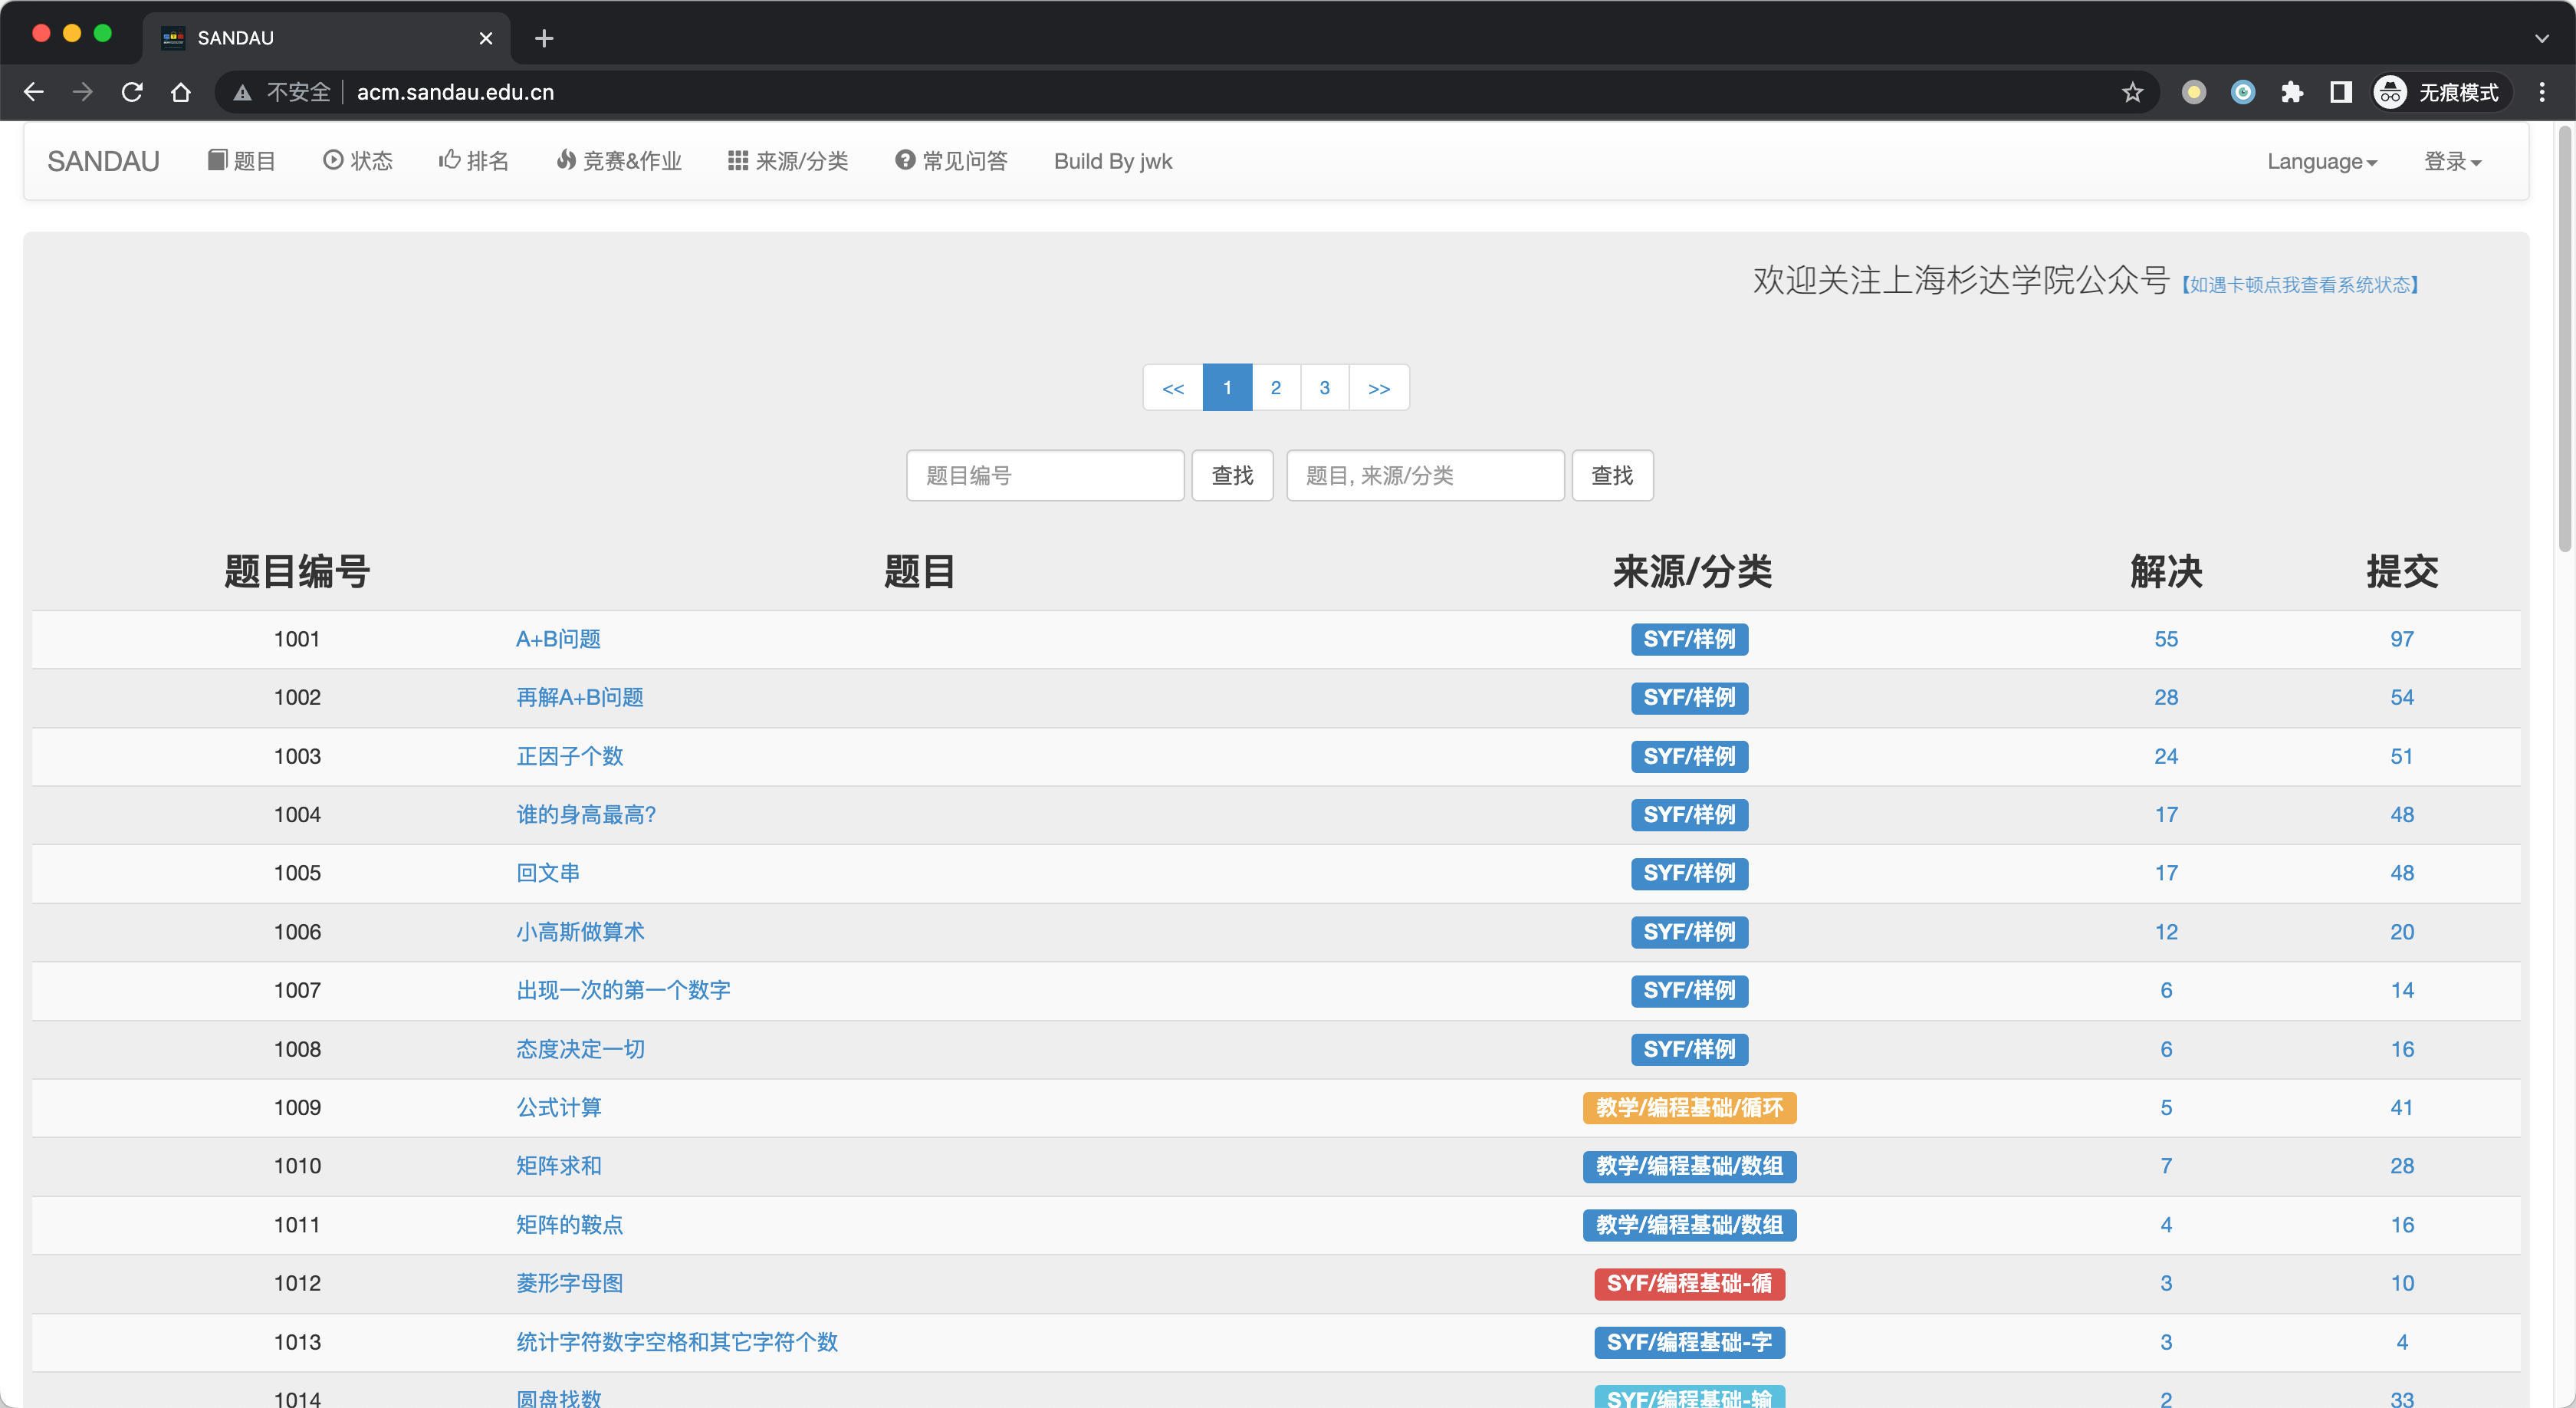 SANDAU
不安全 acm.sandau.edu.cn 无痕模式
SANDAU 题目 状态 排名 竞赛&作业 来源/分类 常见问答 Build By jwk Language 登录
欢迎关注上海杉达学院公众号【如遇卡顿点我查看系统状态】
<< 1 2 3 >>
题目编号 查找 题目, 来源/分类 查找
题目编号 题目 来源/分类 解决 提交
1001 A+B问题 SYF/样例 55 97
1002 再解A+B问题 SYF/样例 28 54
1003 正因子个数 SYF/样例 24 51
1004 谁的身高最高? SYF/样例 17 48
1005 回文串 SYF/样例 17 48
1006 小高斯做算术 SYF/样例 12 20
1007 出现一次的第一个数字 SYF/样例 6 14
1008 态度决定一切 SYF/样例 6 16
1009 公式计算 教学/编程基础/循环 5 41
1010 矩阵求和 教学/编程基础/数组 7 28
1011 矩阵的鞍点 教学/编程基础/数组 4 16
1012 菱形字母图 SYF/编程基础-循 3 10
1013 统计字符数字空格和其它字符个数 SYF/编程基础-字 3 4
1014 圆盘找数 SYF/编程基础-输 2 33